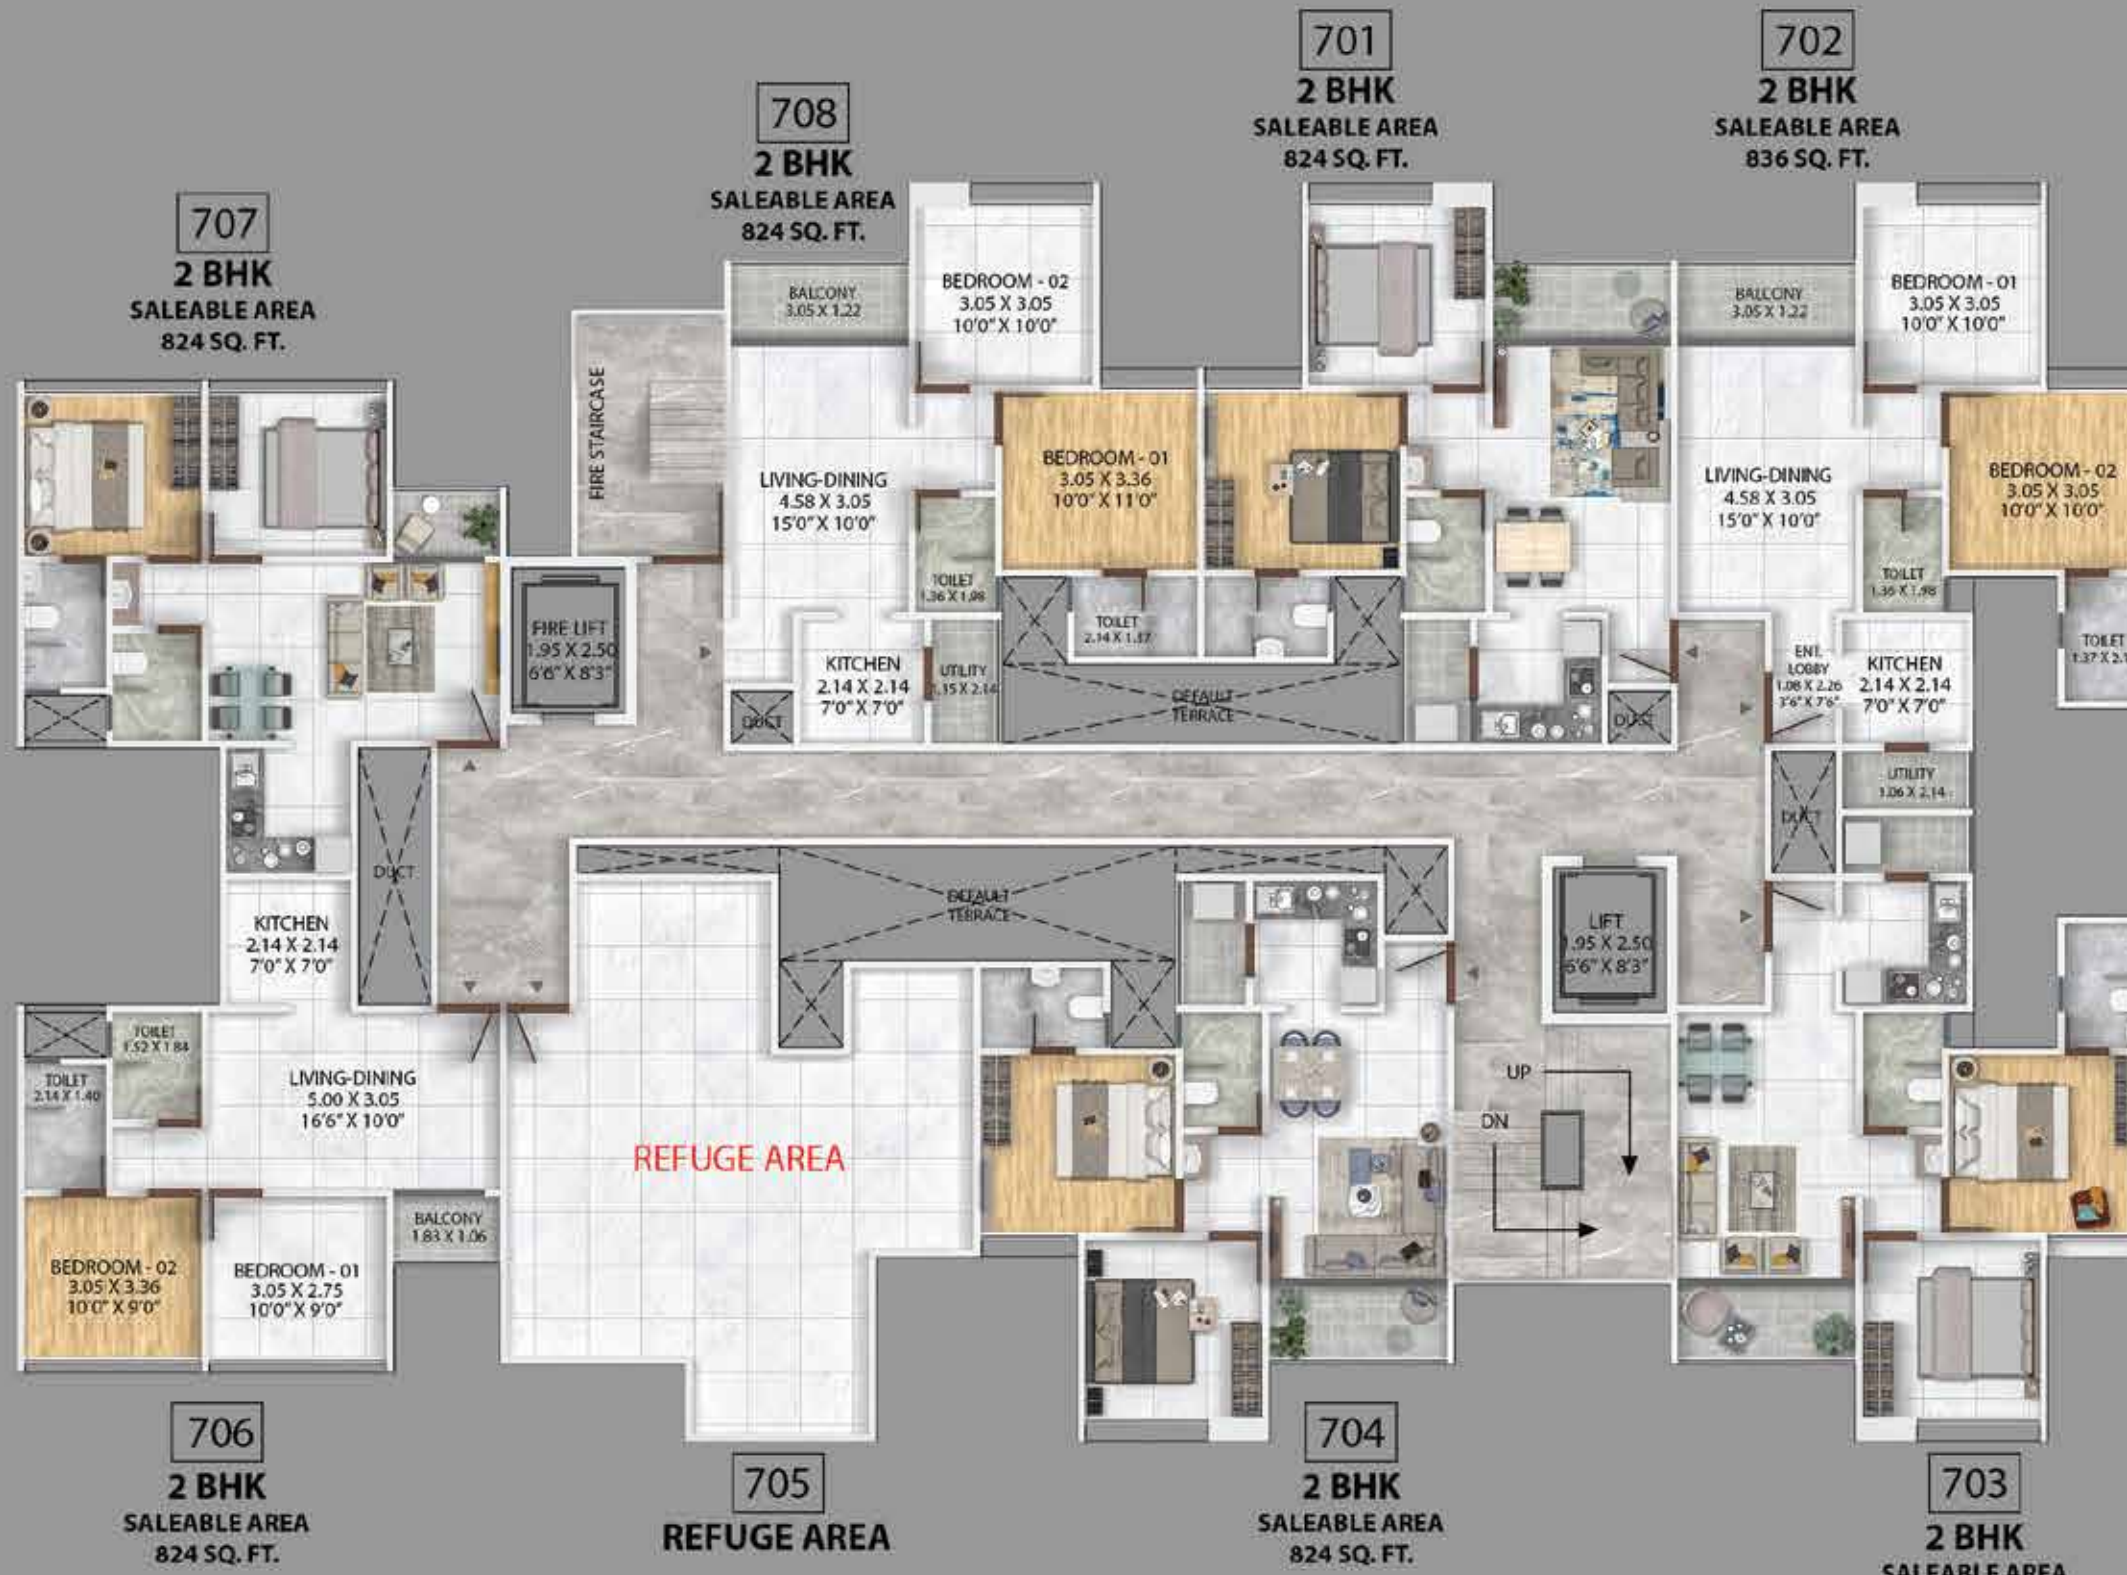 701
2 BHK
SALEABLE AREA
824 SQ. FT.
702
2 BHK
SALEABLE AREA
836 SQ. FT.
708
2 BHK
SALEABLE AREA
824 SQ. FT.
707
2 BHK
SALEABLE AREA
824 SQ. FT.
BALCONY
3.05 X 1.22
BEDROOM - 02
3.05 X 3.05
10'0" X 10'0"
BALCONY
3.05 X 1.22
BEDROOM - 01
3.05 X 3.05
10'0" X 10'0"
FIRE STAIRCASE
LIVING-DINING
4.58 X 3.05
15'0" X 10'0"
BEDROOM - 01
3.05 X 3.36
10'0" X 11'0"
LIVING-DINING
4.58 X 3.05
15'0" X 10'0"
BEDROOM - 02
3.05 X 3.05
10'0" X 10'0"
TOILET
1.36 X 1.98
TOILET
1.36 X 1.98
FIRE LIFT
1.95 X 2.50
6'6" X 8'3"
TOILET
2.14 X 1.37
TOILET
KITCHEN
2.14 X 2.14
7'0" X 7'0"
UTILITY
1.15 X 2.14
ENT.
LOBBY
1.08 X 2.26
3'6" X 7'6"
KITCHEN
2.14 X 2.14
7'0" X 7'0"
DUCT
DEFAULT
TERRACE
DUCT
UTILITY
1.06 X 2.14
DUCT
DUCT
DEFAULT
TERRACE
KITCHEN
2.14 X 2.14
7'0" X 7'0"
LIFT
1.95 X 2.50
6'6" X 8'3"
TOILET
1.52 X 1.84
TOILET
2.14 X 1.40
LIVING-DINING
5.00 X 3.05
16'6" X 10'0"
UP
DN
REFUGE AREA
BALCONY
1.83 X 1.06
BEDROOM - 02
3.05 X 3.36
10'0" X 9'0"
BEDROOM - 01
3.05 X 2.75
10'0" X 9'0"
706
2 BHK
SALEABLE AREA
824 SQ. FT.
705
REFUGE AREA
704
2 BHK
SALEABLE AREA
824 SQ. FT.
703
2 BHK
SALEABLE AREA